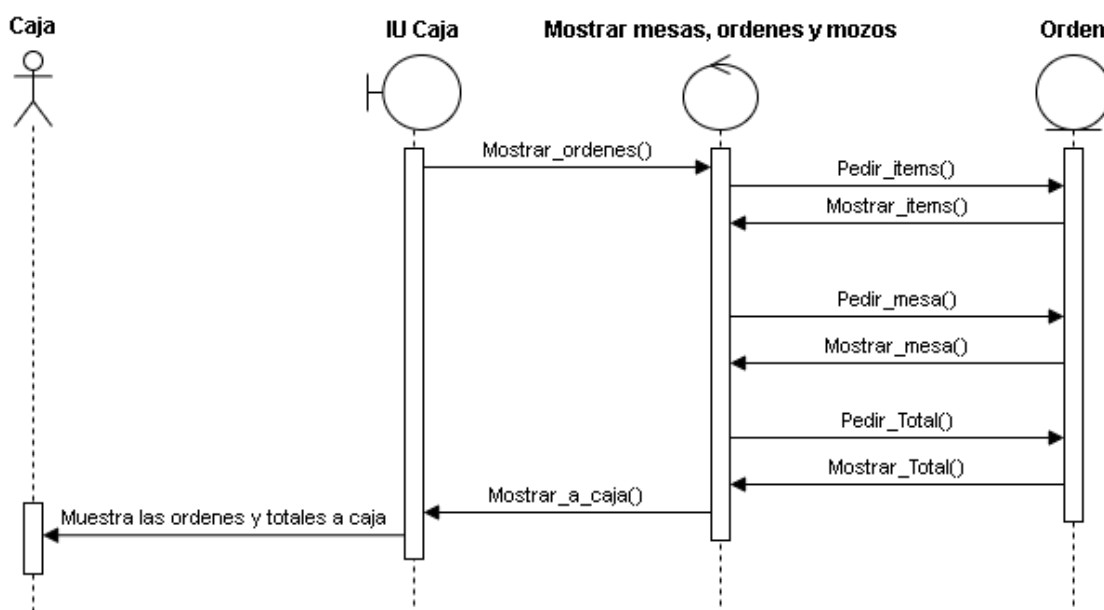 Caja
IU Caja
Mostrar mesas, ordenes y mozos
Orden
Mostrar_ordenes()
Pedir_items()
Mostrar_items()
Pedir_mesa()
Mostrar_mesa()
Pedir_Total()
Mostrar_Total()
Mostrar_a_caja()
Muestra las ordenes y totales a caja